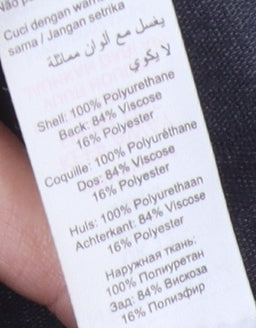 Cuci dengan warna
sama / Jangan setrika
يغسل مع ألوان مماثلة
لا يكوي
Shell: 100% Polyurethane
Back: 84% Viscose
16% Polyester
Coquille: 100% Polyuréthane
Dos: 84% Viscose
16% Polyester
Huls: 100% Polyurethaan
Achterkant: 84% Viscose
16% Polyester
Наружная ткань:
100% Полиуретан
Зад: 84% Вискоза
16% Полиэфир